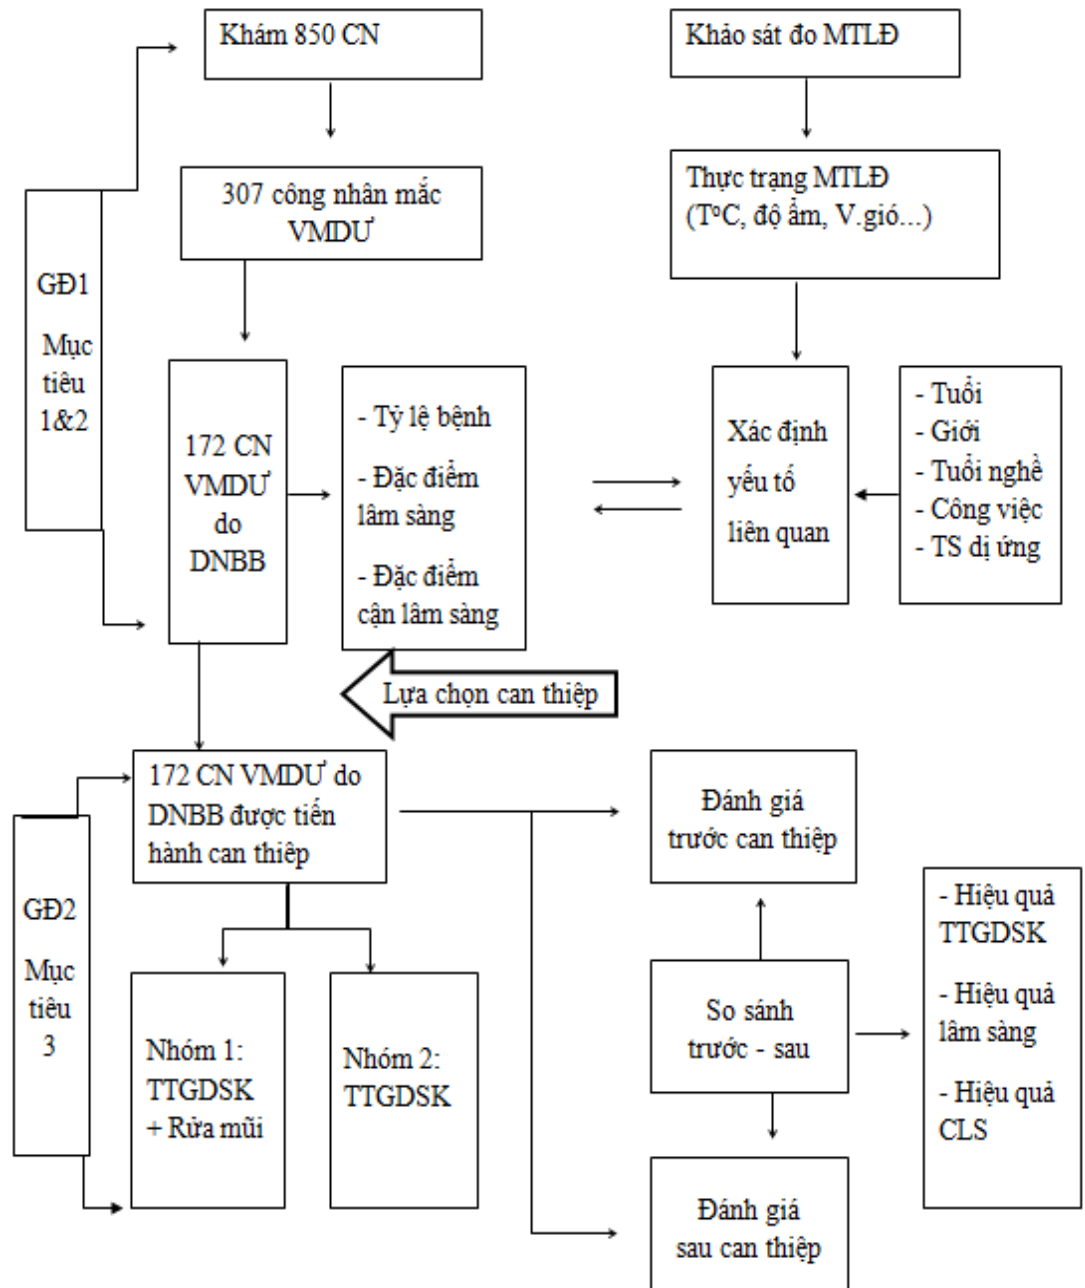 Khám 850 CN
Khảo sát đo MTLĐ
307 công nhân mắc
VMDƯ
Thực trạng MTLĐ
(TºC, độ ẩm, V.gió...)
GĐ1
Mục
tiêu
1&2
172 CN
VMDƯ
do
DNBB
- Tỷ lệ bệnh
- Đặc điểm
lâm sàng
- Đặc điểm
cận lâm sàng
Xác định
yếu tố
liên quan
- Tuổi
- Giới
- Tuổi nghề
- Công việc
- TS dị ứng
Lựa chọn can thiệp
172 CN VMDƯ do
DNBB được tiến
hành can thiệp
Đánh giá
trước can thiệp
GĐ2
Mục
tiêu
3
Nhóm 1:
TTGDSK
+ Rửa mũi
Nhóm 2:
TTGDSK
So sánh
trước - sau
- Hiệu quả
TTGDSK
- Hiệu quả
lâm sàng
- Hiệu quả
CLS
Đánh giá
sau can thiệp